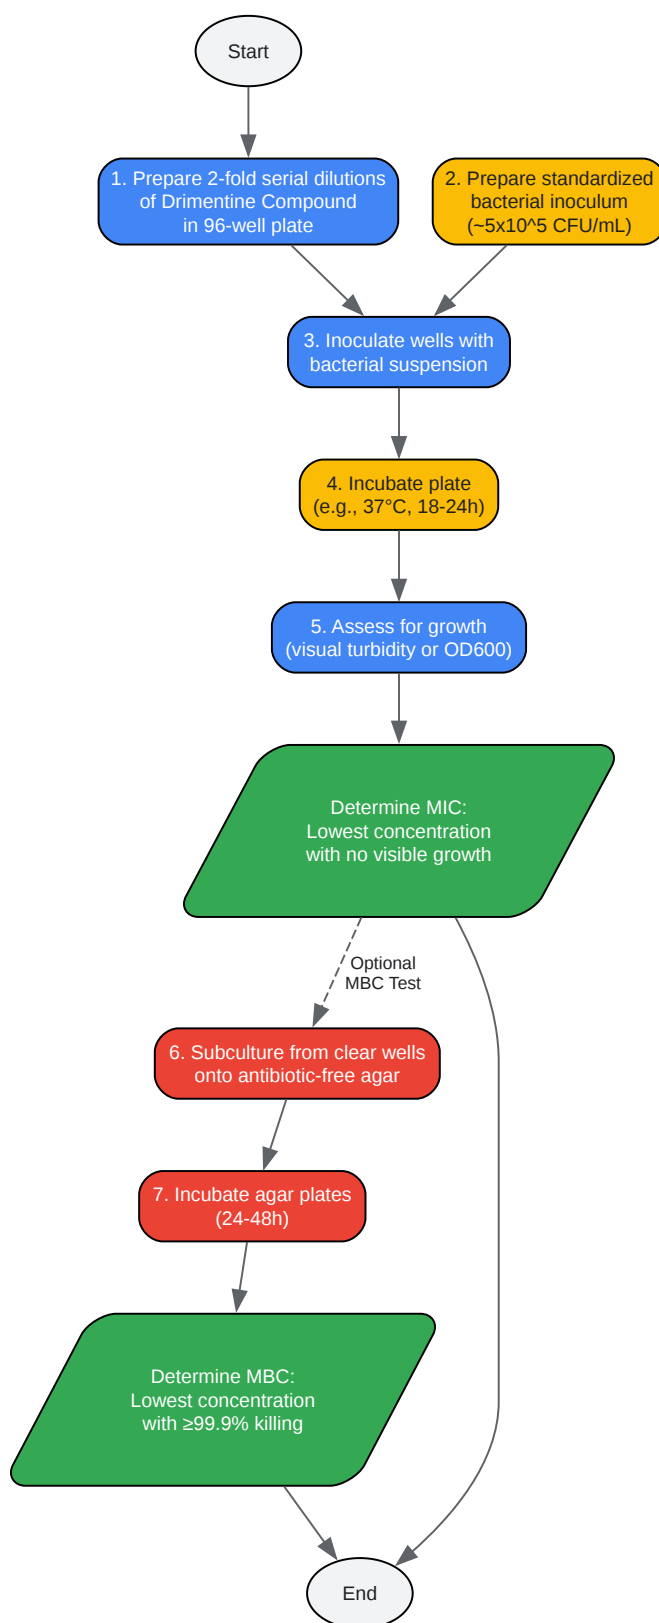 Start
1. Prepare 2-fold serial dilutions
of Drimentine Compound
in 96-well plate
2. Prepare standardized
bacterial inoculum
(~5x10^5 CFU/mL)
3. Inoculate wells with
bacterial suspension
4. Incubate plate
(e.g., 37°C, 18-24h)
5. Assess for growth
(visual turbidity or OD600)
Determine MIC:
Lowest concentration
with no visible growth
Optional
MBC Test
6. Subculture from clear wells
onto antibiotic-free agar
7. Incubate agar plates
(24-48h)
Determine MBC:
Lowest concentration
with ≥99.9% killing
End